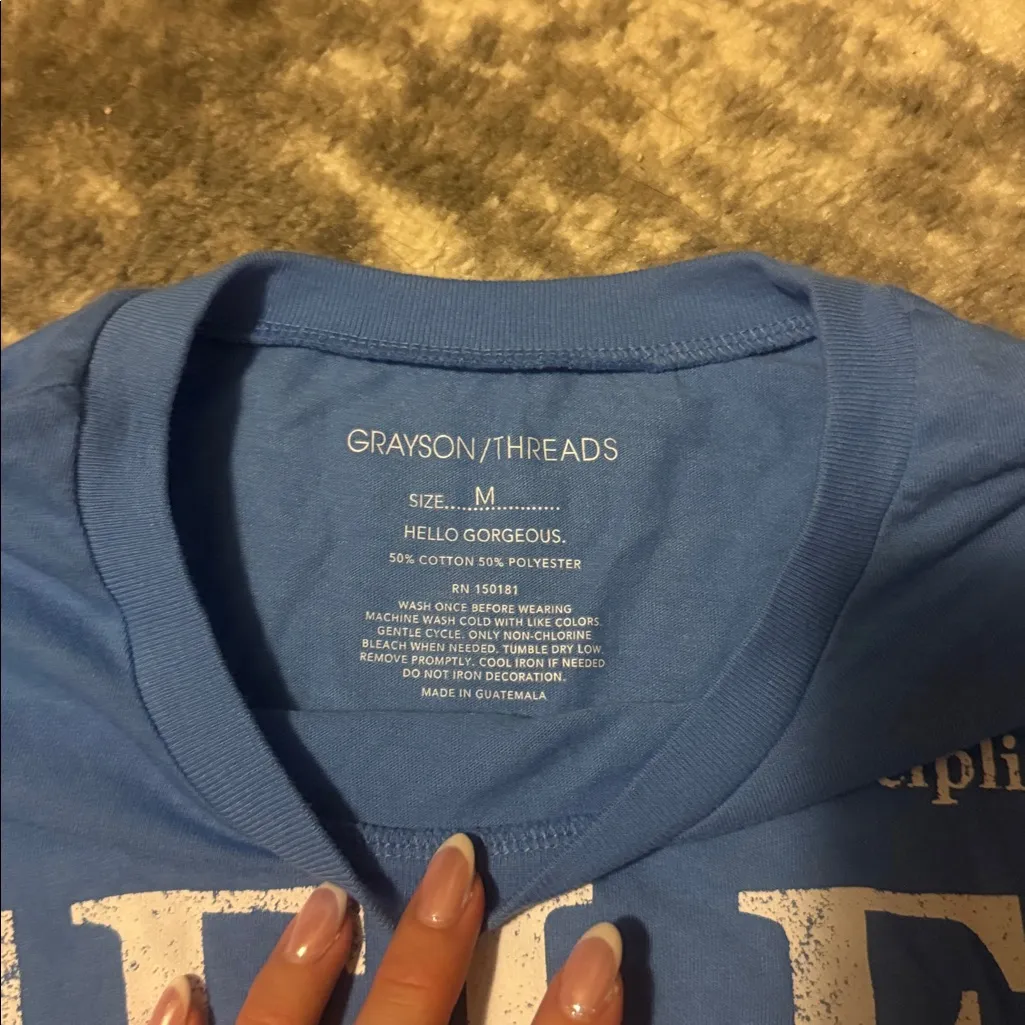 GRAYSON/THREADS
SIZE....M............
HELLO GORGEOUS.
50% COTTON 50% POLYESTER
RN 150181
WASH ONCE BEFORE WEARING
MACHINE WASH COLD WITH LIKE COLORS.
GENTLE CYCLE. ONLY NON-CHLORINE
BLEACH WHEN NEEDED. TUMBLE DRY LOW.
REMOVE PROMPTLY. COOL IRON IF NEEDED
DO NOT IRON DECORATION.
MADE IN GUATEMALA